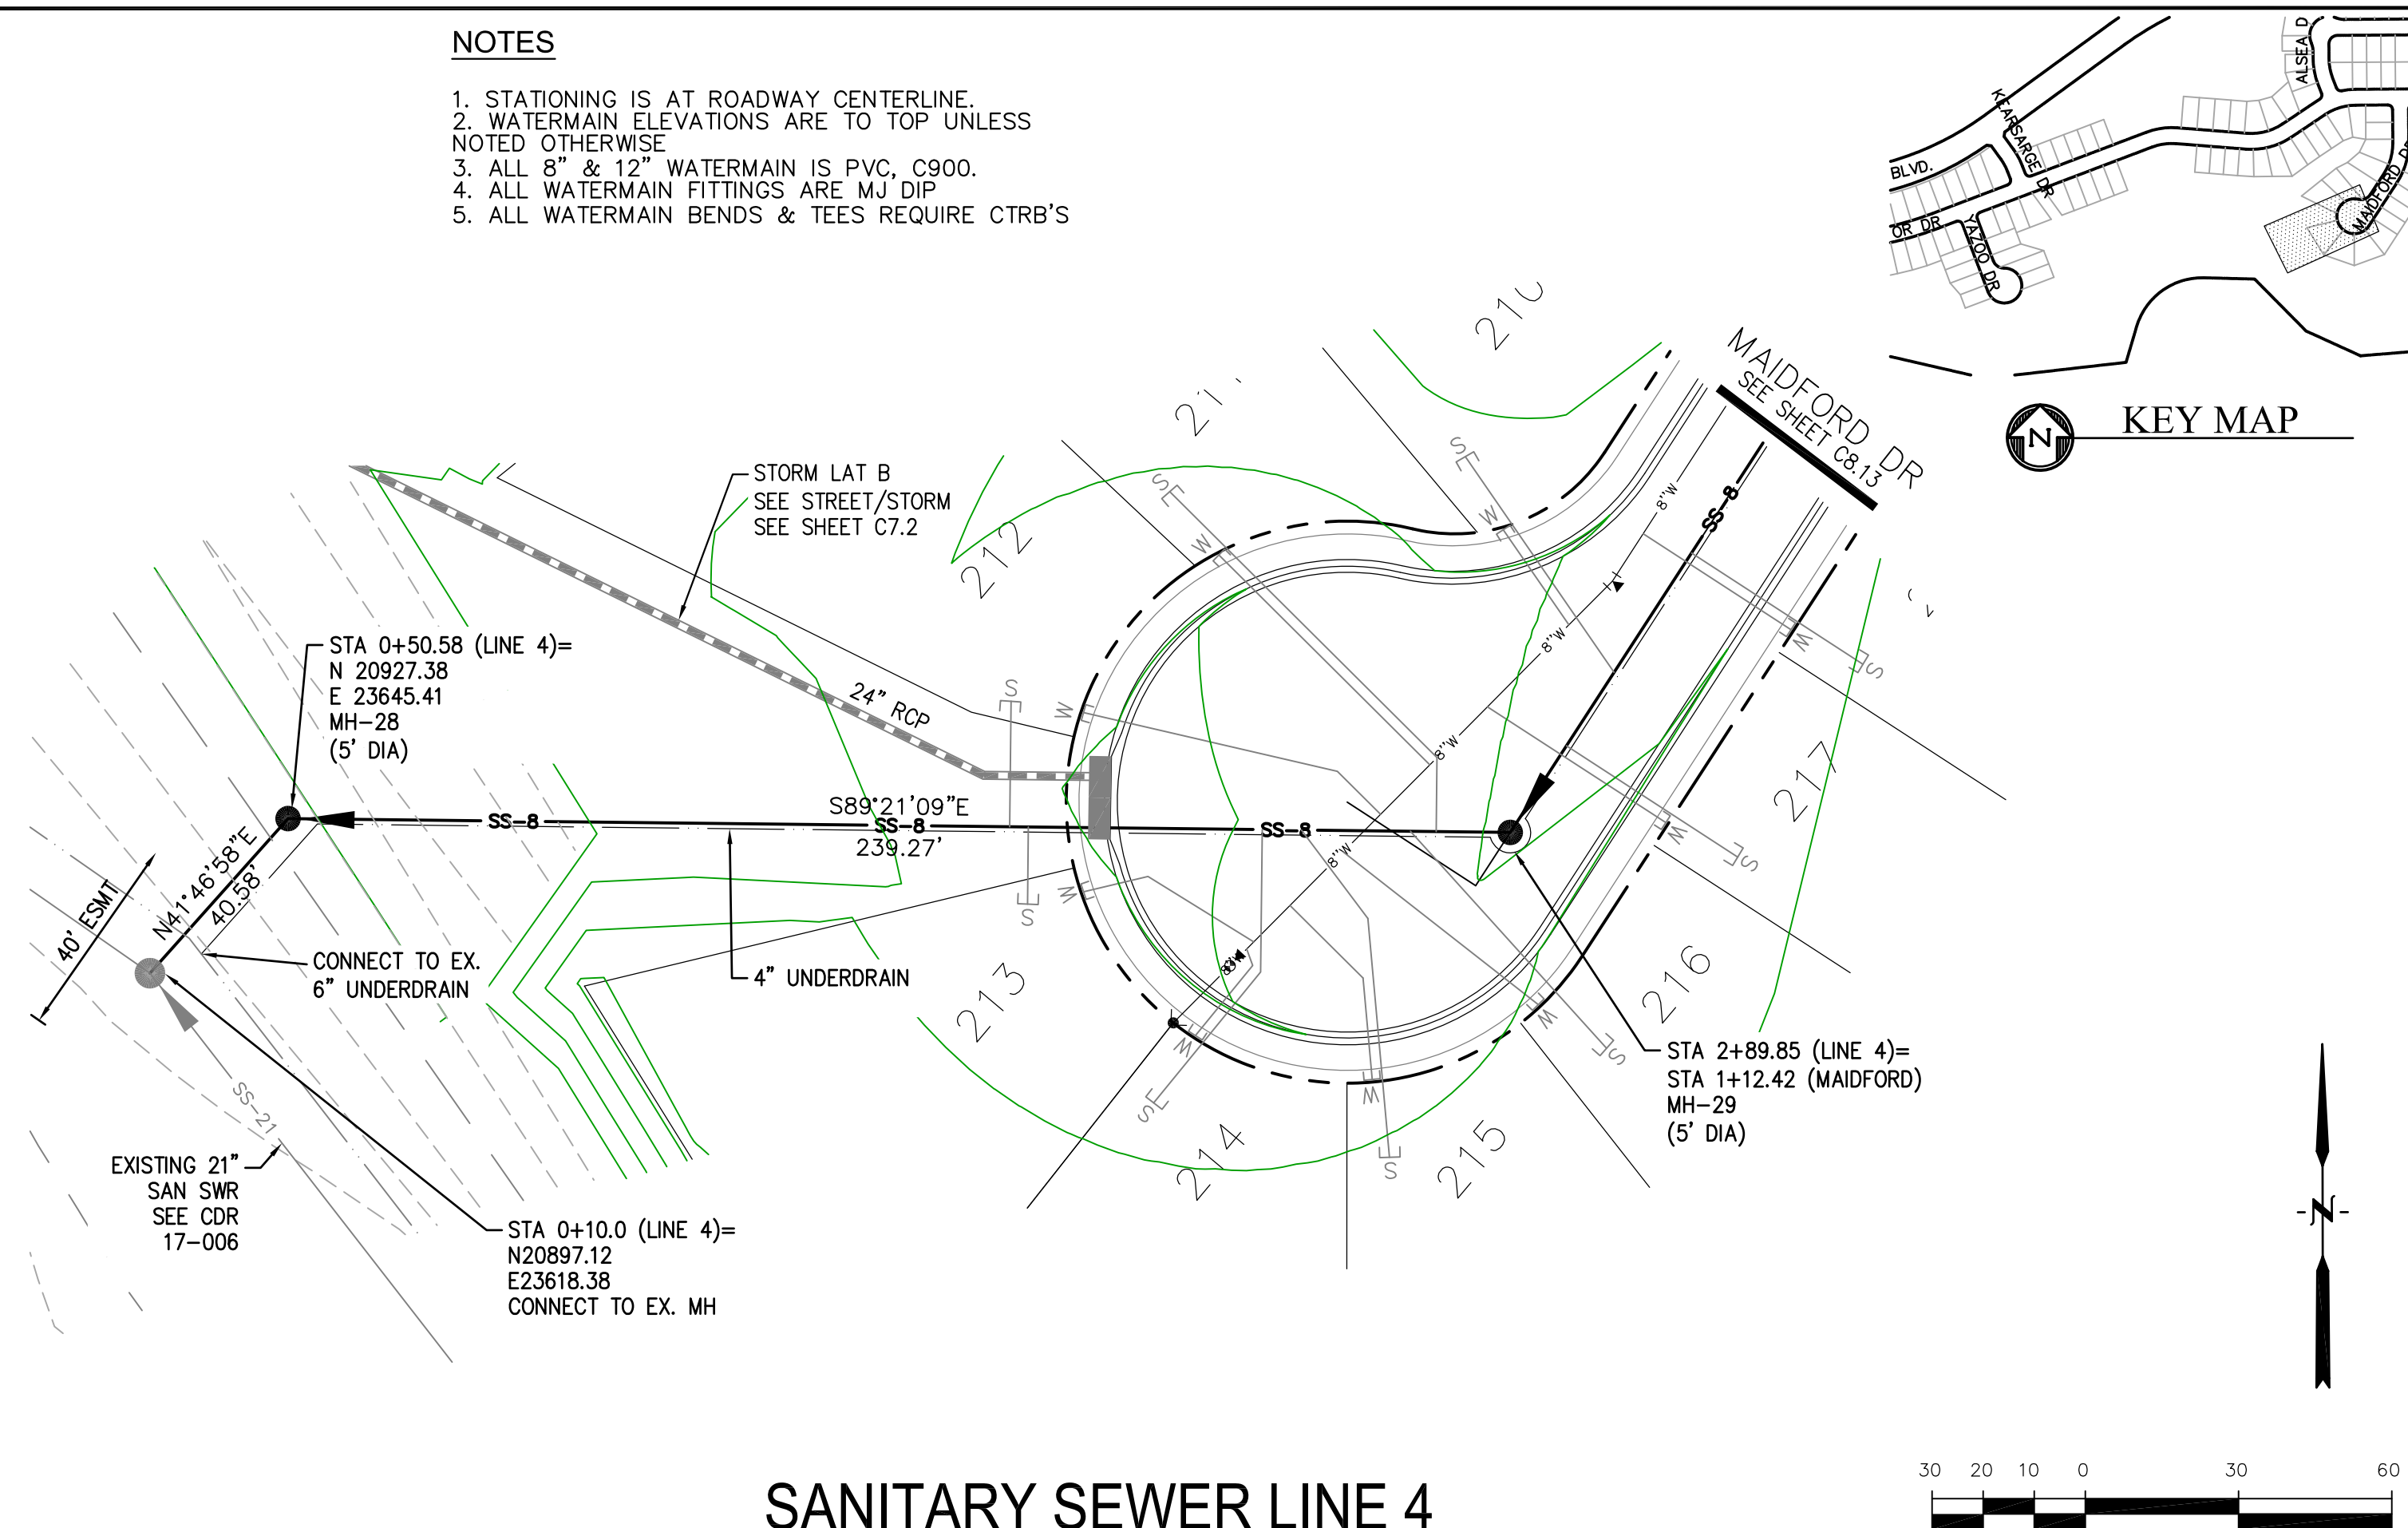 NOTES
1. STATIONING IS AT ROADWAY CENTERLINE.
2. WATERMAIN ELEVATIONS ARE TO TOP UNLESS
NOTED OTHERWISE
3. ALL 8" & 12" WATERMAIN IS PVC, C900.
4. ALL WATERMAIN FITTINGS ARE MJ DIP
5. ALL WATERMAIN BENDS & TEES REQUIRE CTRB'S
ALSEA D
KEARSARGE DR
BLVD.
OR DR
YAZOO DR
MAIDFORD DR
N
KEY MAP
210
MAIDFORD DR
SEE SHEET C8.13
STORM LAT B
SEE STREET/STORM
SEE SHEET C7.2
212
S
W
S
W
8"W
SS-8
8"W
W
S
STA 0+50.58 (LINE 4)=
N 20927.38
E 23645.41
MH-28
(5' DIA)
24" RCP
S
W
8"W
217
S89°21'09"E
SS-8
SS-8
SS-8
239.27'
8"W
W
S
N41°46'58"E
40.58'
40' ESMT
S
W
CONNECT TO EX.
6" UNDERDRAIN
4" UNDERDRAIN
213
216
W
S
W
S
W
S
214
215
STA 2+89.85 (LINE 4)=
STA 1+12.42 (MAIDFORD)
MH-29
(5' DIA)
SS-21
EXISTING 21"
SAN SWR
SEE CDR
17-006
STA 0+10.0 (LINE 4)=
N20897.12
E23618.38
CONNECT TO EX. MH
N
30 20 10 0 30 60
SANITARY SEWER LINE 4